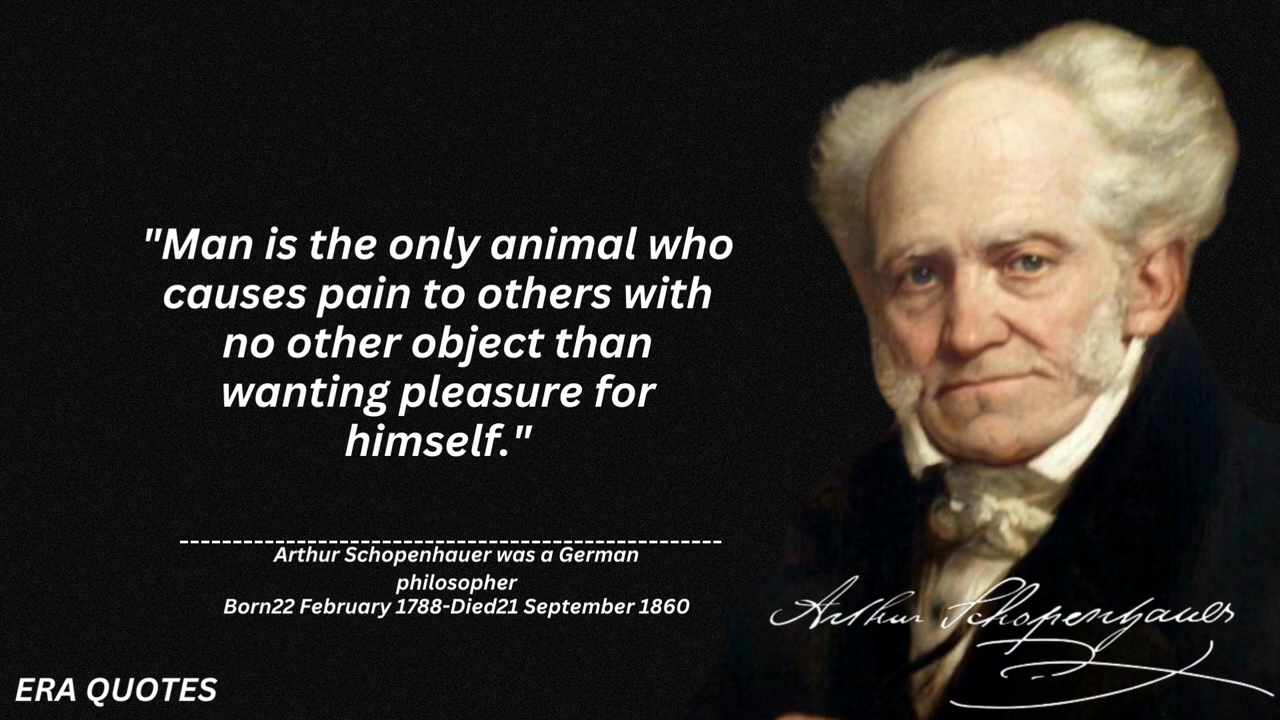 "Man is the only animal who
causes pain to others with
no other object than
wanting pleasure for
himself."
Arthur Schopenhauer was a German
philosopher
Born22 February 1788-Died21 September 1860
Arthur Schopenhauer
ERA QUOTES